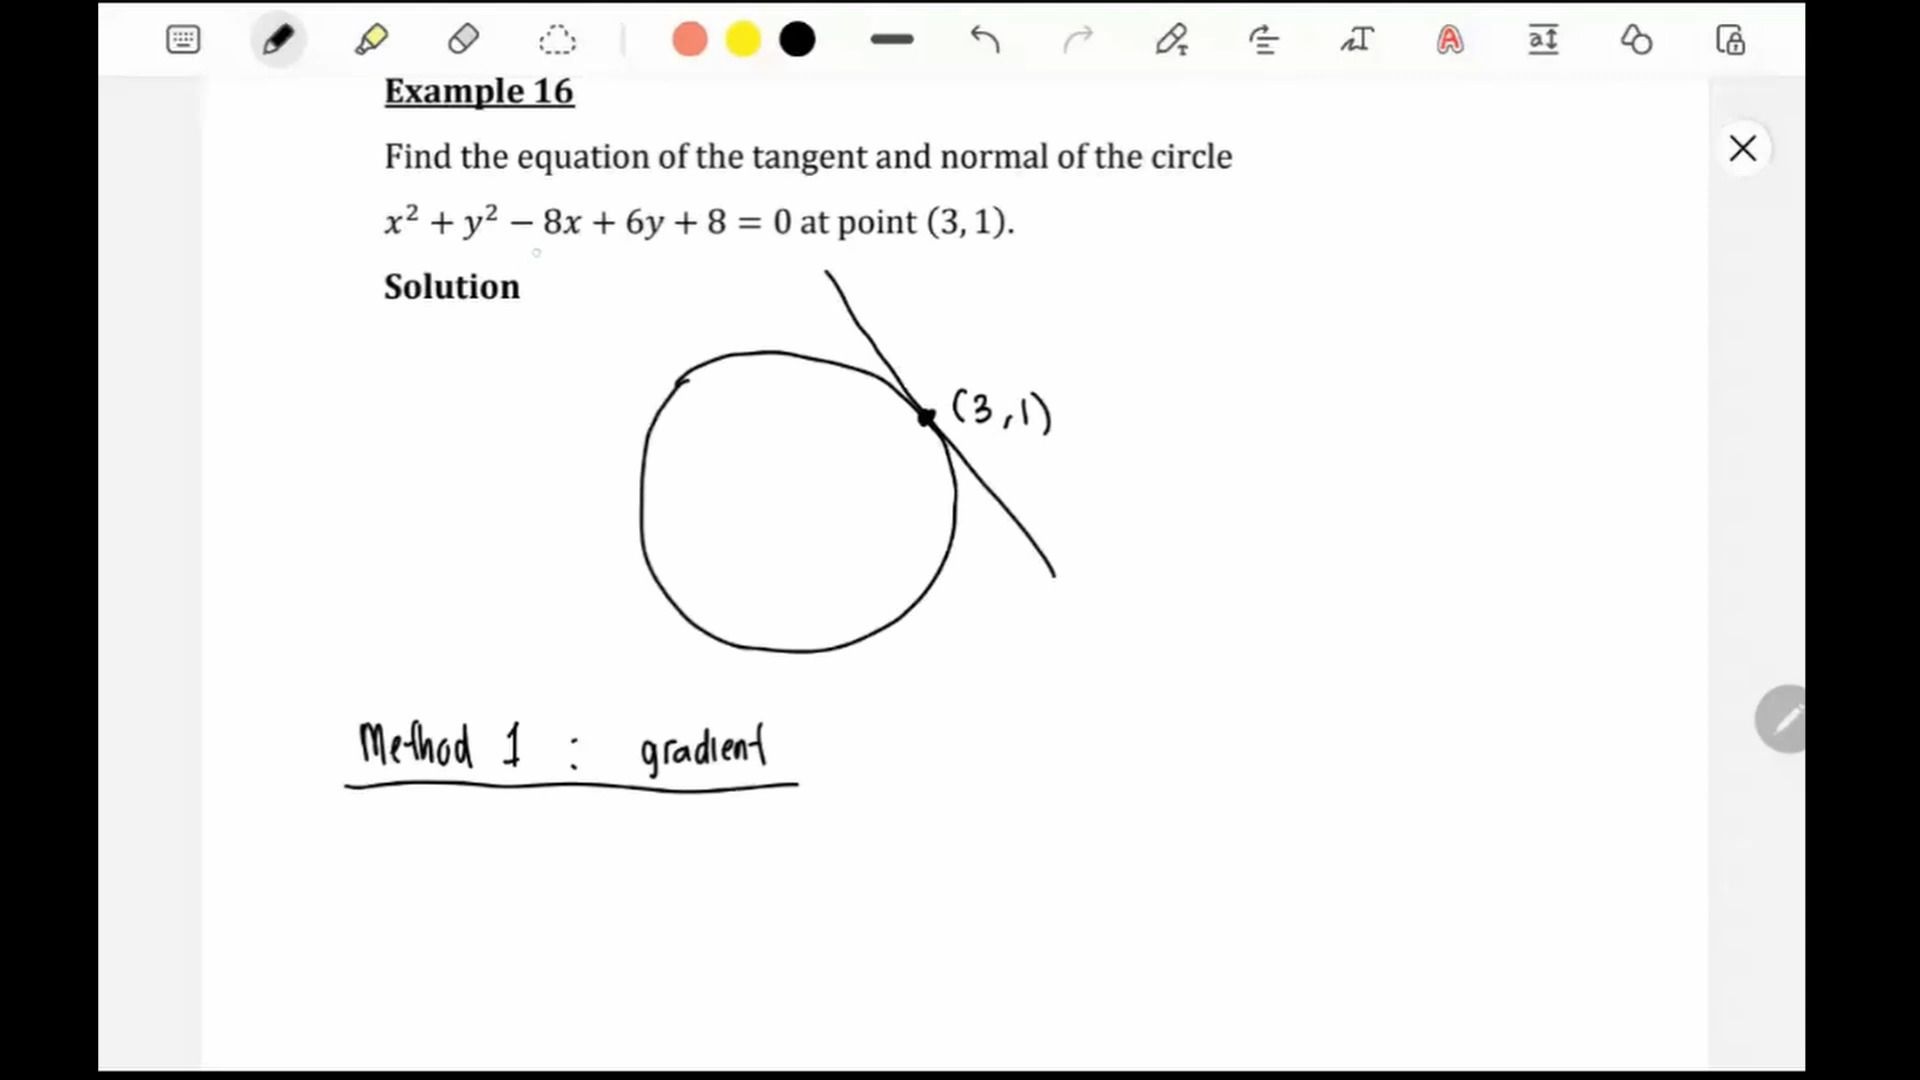 Example 16
Find the equation of the tangent and normal of the circle
x² + y² − 8x + 6y + 8 = 0 at point (3, 1).
Solution
(3,1)
Method 1 : gradient